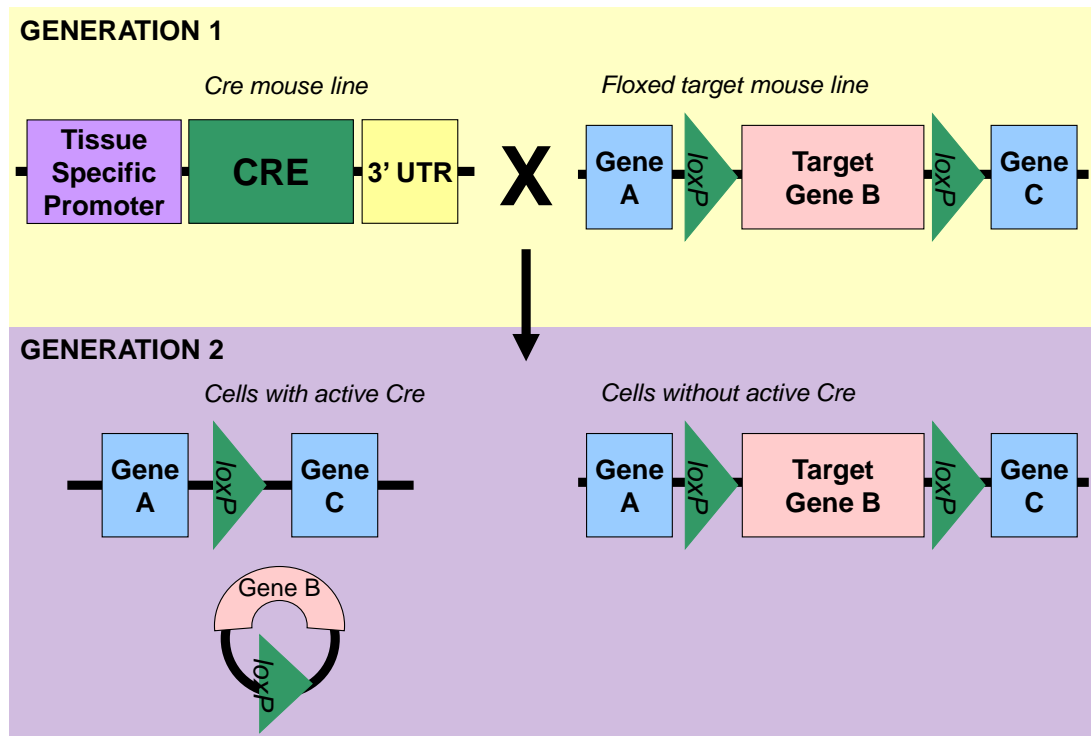 GENERATION 1
Cre mouse line
Floxed target mouse line
Tissue
Specific
Promoter
CRE
3’ UTR
X
Gene
A
loxP
Target
Gene B
loxP
Gene
C
GENERATION 2
Cells with active Cre
Cells without active Cre
Gene
A
loxP
Gene
C
Gene B
loxP
Gene
A
loxP
Target
Gene B
loxP
Gene
C